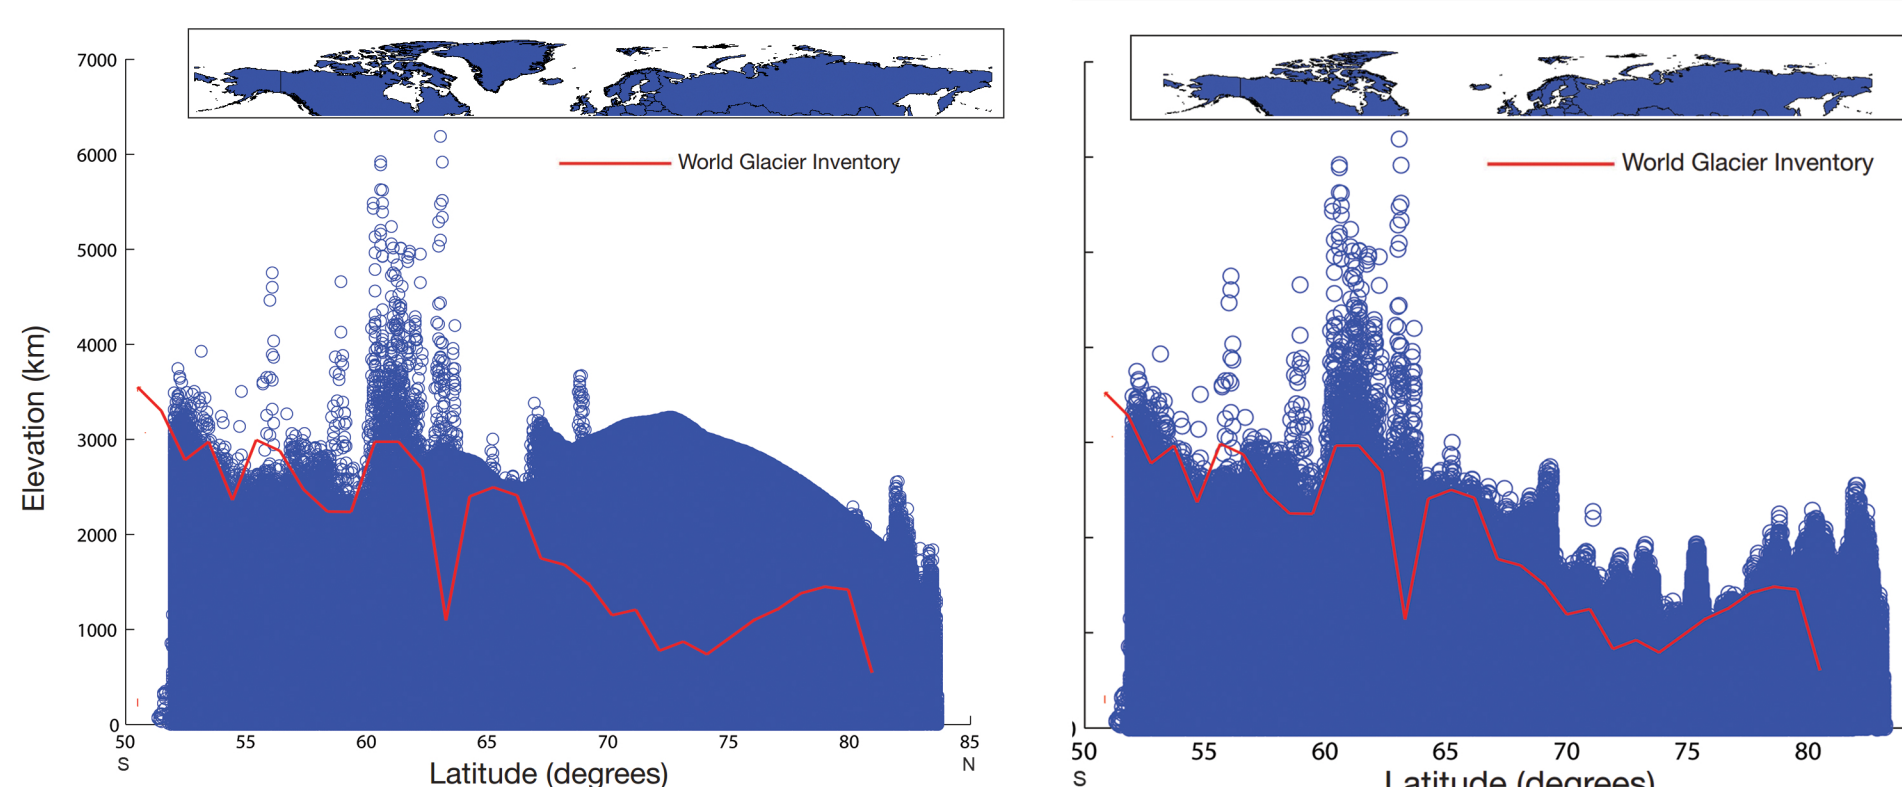 7000
6000
5000
4000
3000
2000
1000
0
Elevation (km)
World Glacier Inventory
50 55 60 65 70 75 80 85
S N
Latitude (degrees)
World Glacier Inventory
50 55 60 65 70 75 80
S
Latitude (degrees)